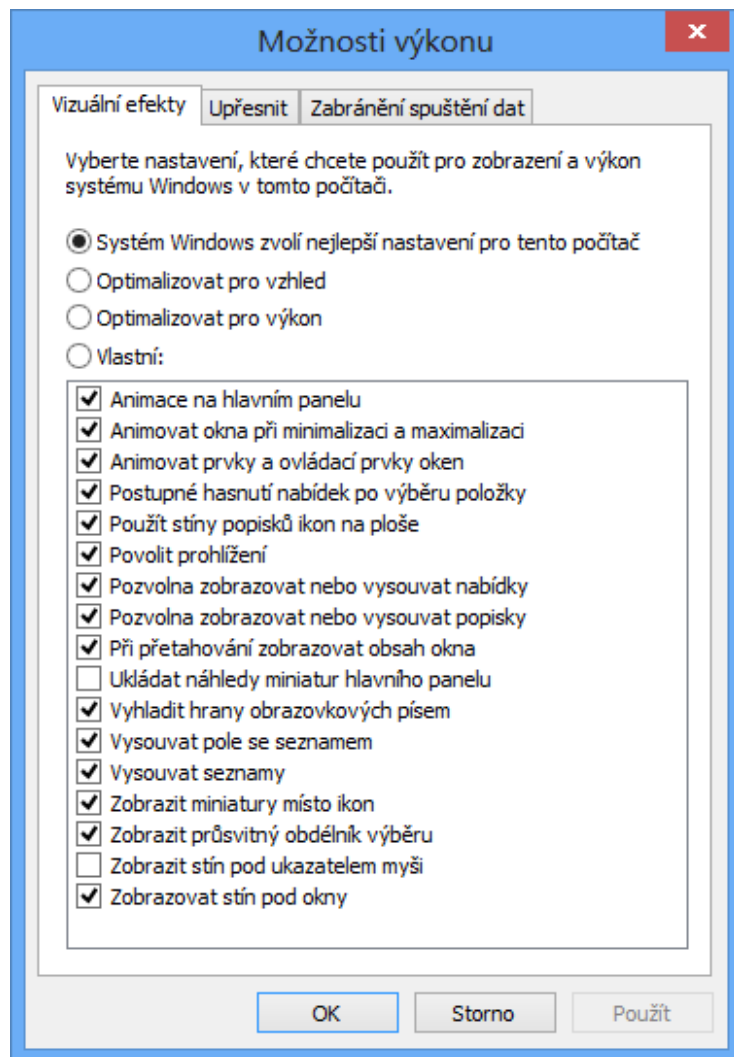 Možnosti výkonu
Vizuální efekty
Upřesnit
Zabránění spuštění dat
Vyberte nastavení, které chcete použít pro zobrazení a výkon
systému Windows v tomto počítači.
Systém Windows zvolí nejlepší nastavení pro tento počítač
Optimalizovat pro vzhled
Optimalizovat pro výkon
Vlastní:
Animace na hlavním panelu
Animovat okna při minimalizaci a maximalizaci
Animovat prvky a ovládací prvky oken
Postupné hasnutí nabídek po výběru položky
Použít stíny popisků ikon na ploše
Povolit prohlížení
Pozvolna zobrazovat nebo vysouvat nabídky
Pozvolna zobrazovat nebo vysouvat popisky
Při přetahování zobrazovat obsah okna
Ukládat náhledy miniatur hlavního panelu
Vyhladit hrany obrazovkových písem
Vysouvat pole se seznamem
Vysouvat seznamy
Zobrazit miniatury místo ikon
Zobrazit průsvitný obdélník výběru
Zobrazit stín pod ukazatelem myši
Zobrazovat stín pod okny
OK
Storno
Použít